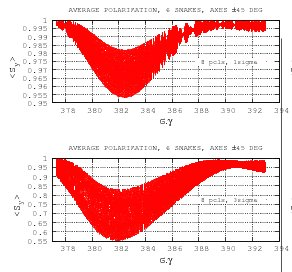 AVERAGE POLARIZATION, 6 SNAKES, AXES ±45 DEG
1
0.995
0.99
0.985
0.98
0.975
0.97
0.965
0.96
0.955
0.95
<Sy>
8 pcls, 1sigma
378 380 382 384 386 388 390 392 394
G.γ
AVERAGE POLARIZATION, 6 SNAKES, AXES ±45 DEG
1
0.95
0.9
0.85
0.8
0.75
0.7
0.65
0.6
0.55
<Sy>
8 pcls, 3sigma
378 380 382 384 386 388 390 392 394
G.γ